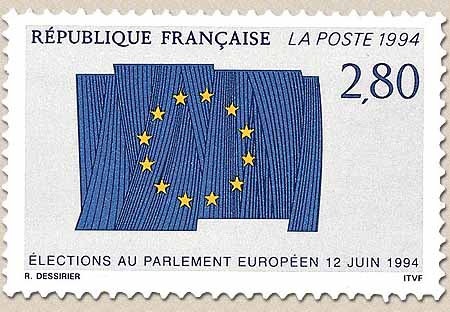 RÉPUBLIQUE FRANÇAISE LA POSTE 1994
2,80
ÉLECTIONS AU PARLEMENT EUROPÉEN 12 JUIN 1994
R. DESSIRIER ITVF